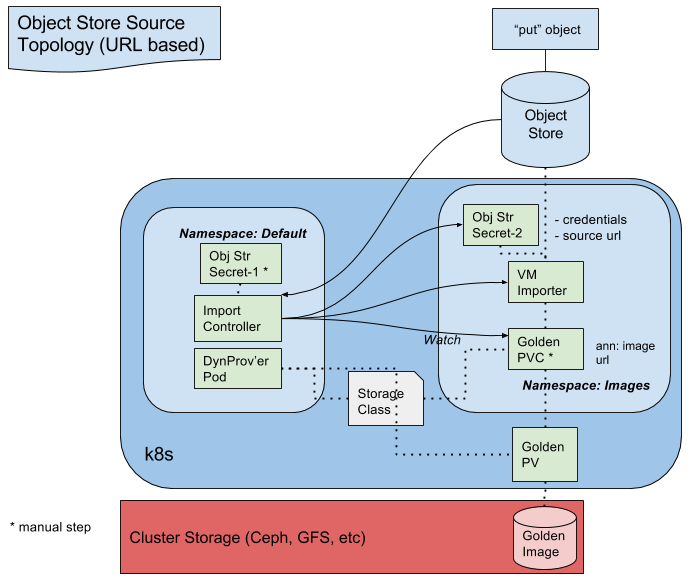 Object Store Source
Topology (URL based)
“put” object
Object
Store
Namespace: Default
Obj Str
Secret-1 *
Import
Controller
DynProv’er
Pod
Obj Str
Secret-2
- credentials
- source url
VM
Importer
Watch
Golden
PVC *
ann: image
url
Namespace: Images
Storage
Class
k8s
Golden
PV
* manual step
Cluster Storage (Ceph, GFS, etc)
Golden
Image